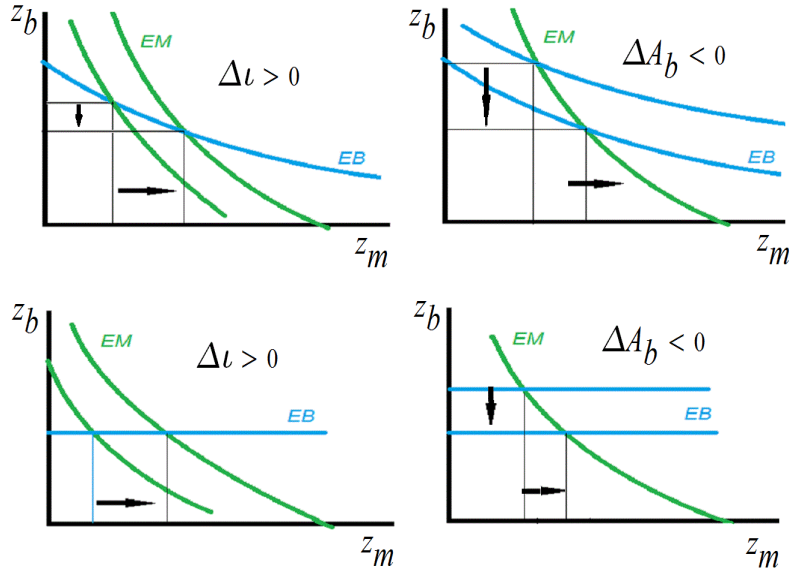 z_b
EM
Δι > 0
EB
z_m
z_b
EM
ΔA_b < 0
EB
z_m
z_b
EM
Δι > 0
EB
z_m
z_b
EM
ΔA_b < 0
EB
z_m